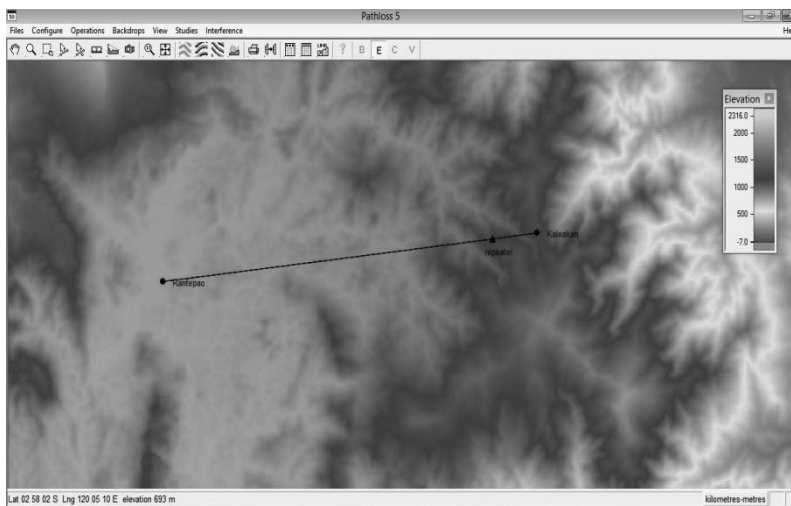 Pathloss 5
Files Configure Operations Backdrops View Studies Interference He
? B E C V
Elevation
2316.0
2000
1500
1000
500
-7.0
Kaleakan
repeater
Rantepao
Lat 02 58 02 S Lng 120 05 10 E elevation 693 m
kilometres-metres